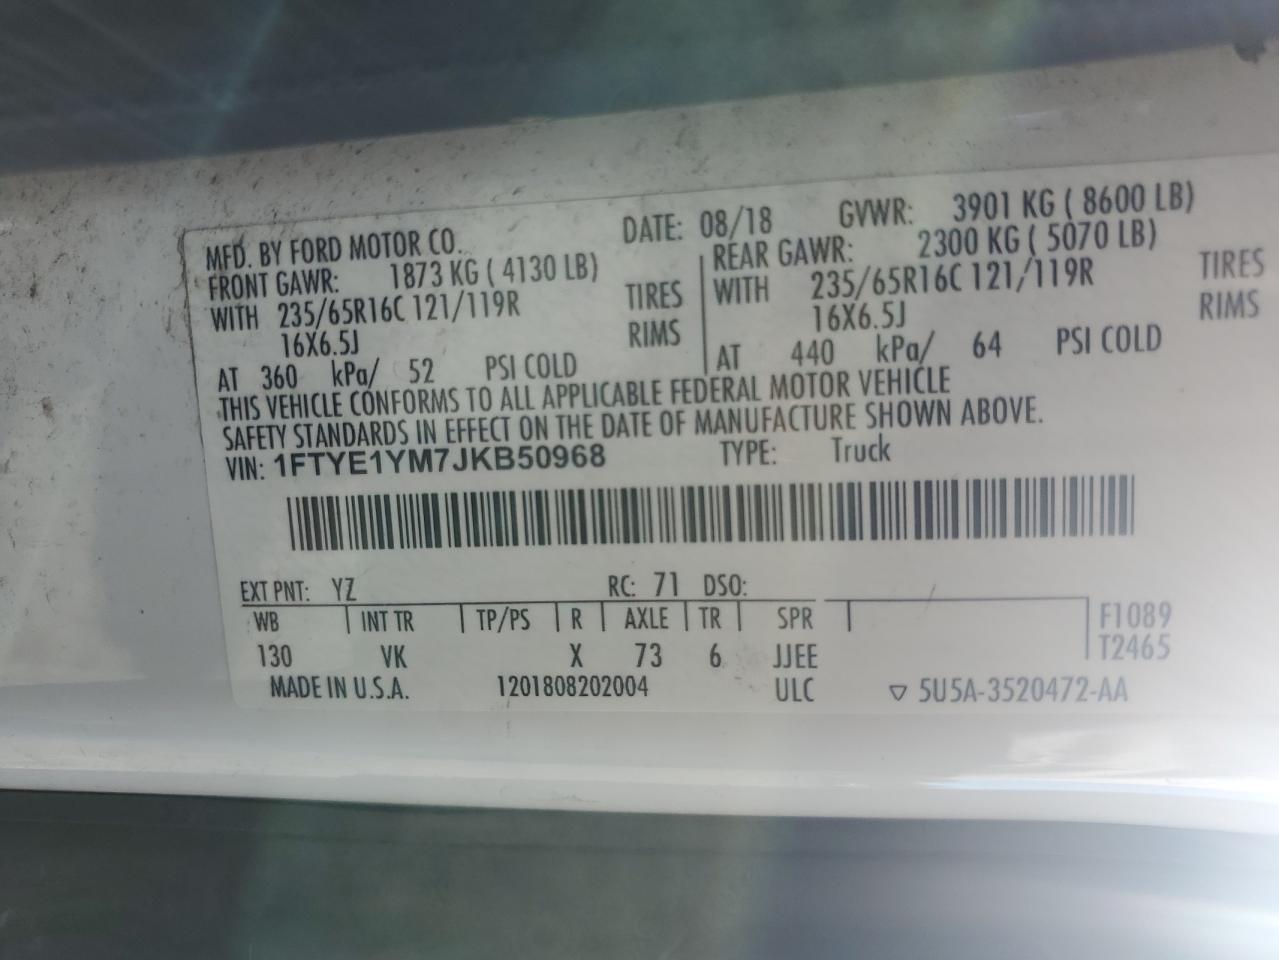 MFD. BY FORD MOTOR CO. DATE: 08/18 GVWR: 3901 KG ( 8600 LB)
FRONT GAWR: 1873 KG ( 4130 LB) REAR GAWR: 2300 KG ( 5070 LB)
WITH 235/65R16C 121/119R TIRES WITH 235/65R16C 121/119R TIRES
16X6.5J RIMS 16X6.5J RIMS
AT 360 kPa/ 52 PSI COLD AT 440 kPa/ 64 PSI COLD
THIS VEHICLE CONFORMS TO ALL APPLICABLE FEDERAL MOTOR VEHICLE
SAFETY STANDARDS IN EFFECT ON THE DATE OF MANUFACTURE SHOWN ABOVE.
VIN: 1FTYE1YM7JKB50968 TYPE: Truck
EXT PNT: YZ RC: 71 DSO:
WB INT TR TP/PS R AXLE TR SPR F1089
130 VK X 73 6 JJEE T2465
MADE IN U.S.A. 1201808202004 ULC ▽ 5U5A-3520472-AA